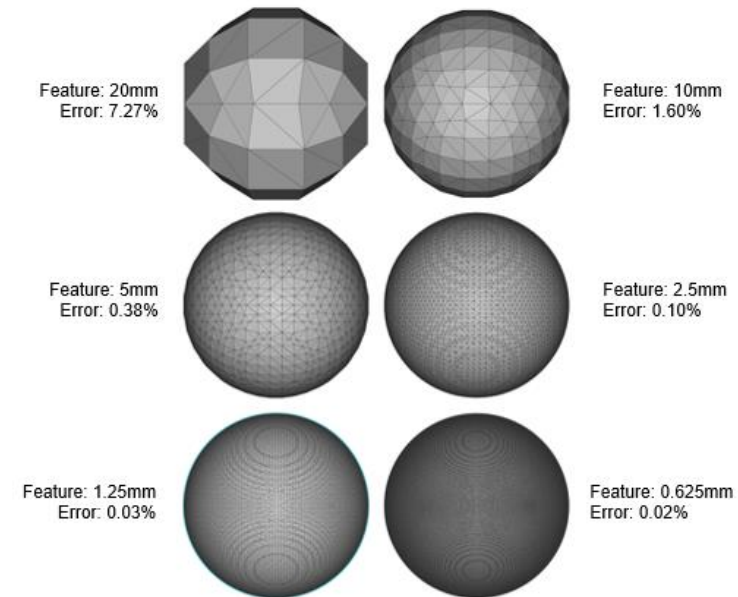 Feature: 20mm
Error: 7.27%
Feature: 10mm
Error: 1.60%
Feature: 5mm
Error: 0.38%
Feature: 2.5mm
Error: 0.10%
Feature: 1.25mm
Error: 0.03%
Feature: 0.625mm
Error: 0.02%